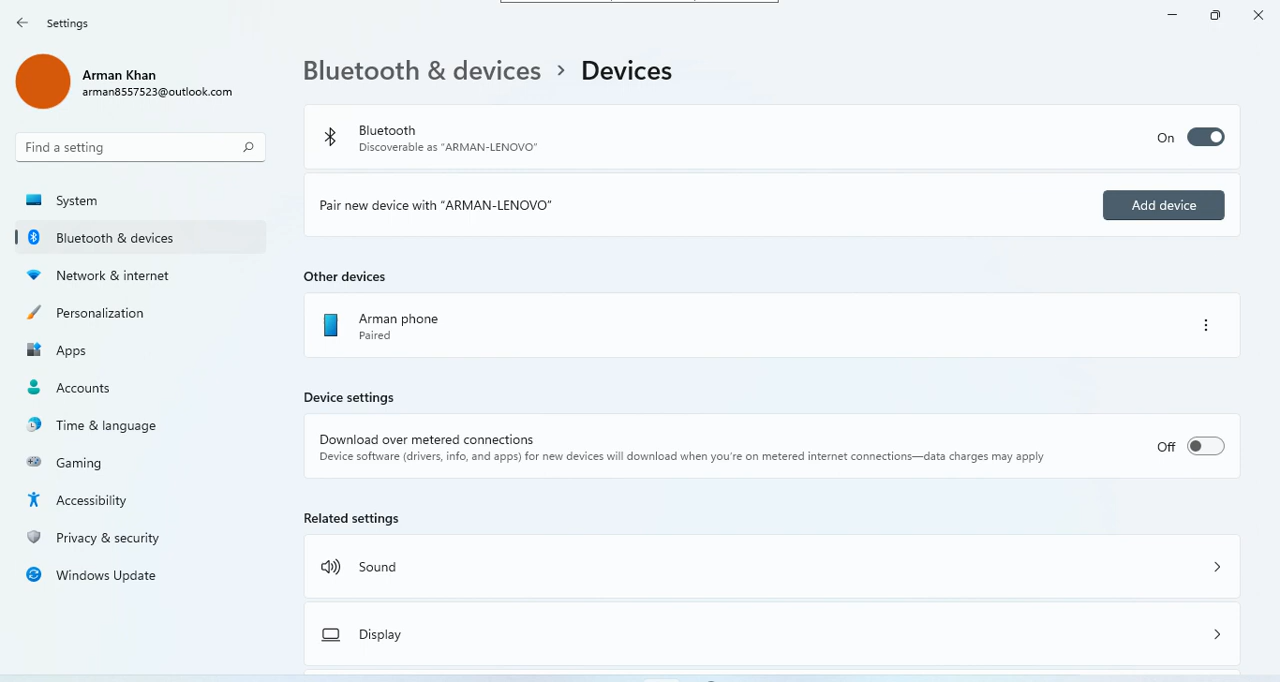 Settings
Arman Khan
arman8557523@outlook.com
Find a setting
System
Bluetooth & devices
Network & internet
Personalization
Apps
Accounts
Time & language
Gaming
Accessibility
Privacy & security
Windows Update
Bluetooth & devices › Devices
Bluetooth
Discoverable as “ARMAN-LENOVO”
On
Pair new device with “ARMAN-LENOVO”
Add device
Other devices
Arman phone
Paired
Device settings
Download over metered connections
Device software (drivers, info, and apps) for new devices will download when you’re on metered internet connections—data charges may apply
Off
Related settings
Sound
Display